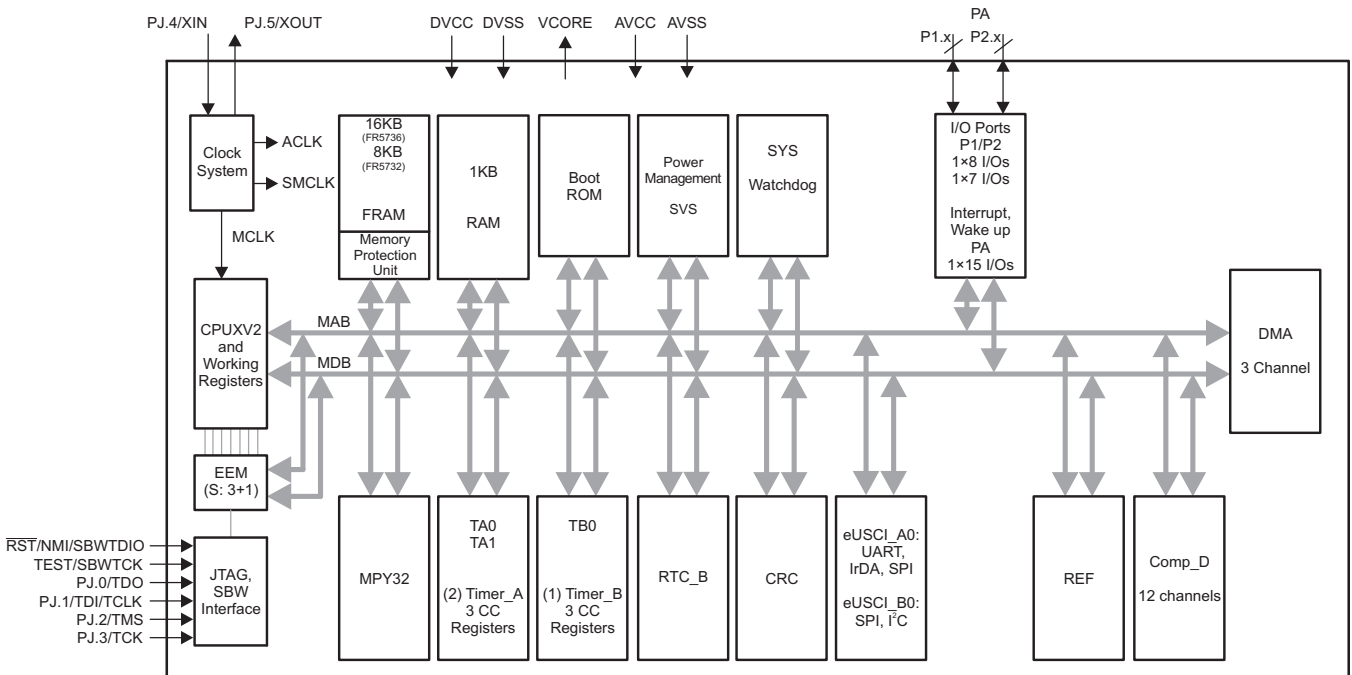 PJ.4/XIN
PJ.5/XOUT
DVCC
DVSS
VCORE
AVCC
AVSS
PA
P1.x
P2.x
Clock
System
ACLK
SMCLK
MCLK
16KB
(FR5736)
8KB
(FR5732)
FRAM
Memory
Protection
Unit
1KB
RAM
Boot
ROM
Power
Management
SVS
SYS
Watchdog
I/O Ports
P1/P2
1×8 I/Os
1×7 I/Os
Interrupt,
Wake up
PA
1×15 I/Os
CPUXV2
and
Working
Registers
MAB
MDB
DMA
3 Channel
EEM
(S: 3+1)
RST/NMI/SBWTDIO
TEST/SBWTCK
PJ.0/TDO
PJ.1/TDI/TCLK
PJ.2/TMS
PJ.3/TCK
JTAG,
SBW
Interface
MPY32
TA0
TA1
(2) Timer_A
3 CC
Registers
TB0
(1) Timer_B
3 CC
Registers
RTC_B
CRC
eUSCI_A0:
UART,
IrDA, SPI
eUSCI_B0:
SPI, I²C
REF
Comp_D
12 channels